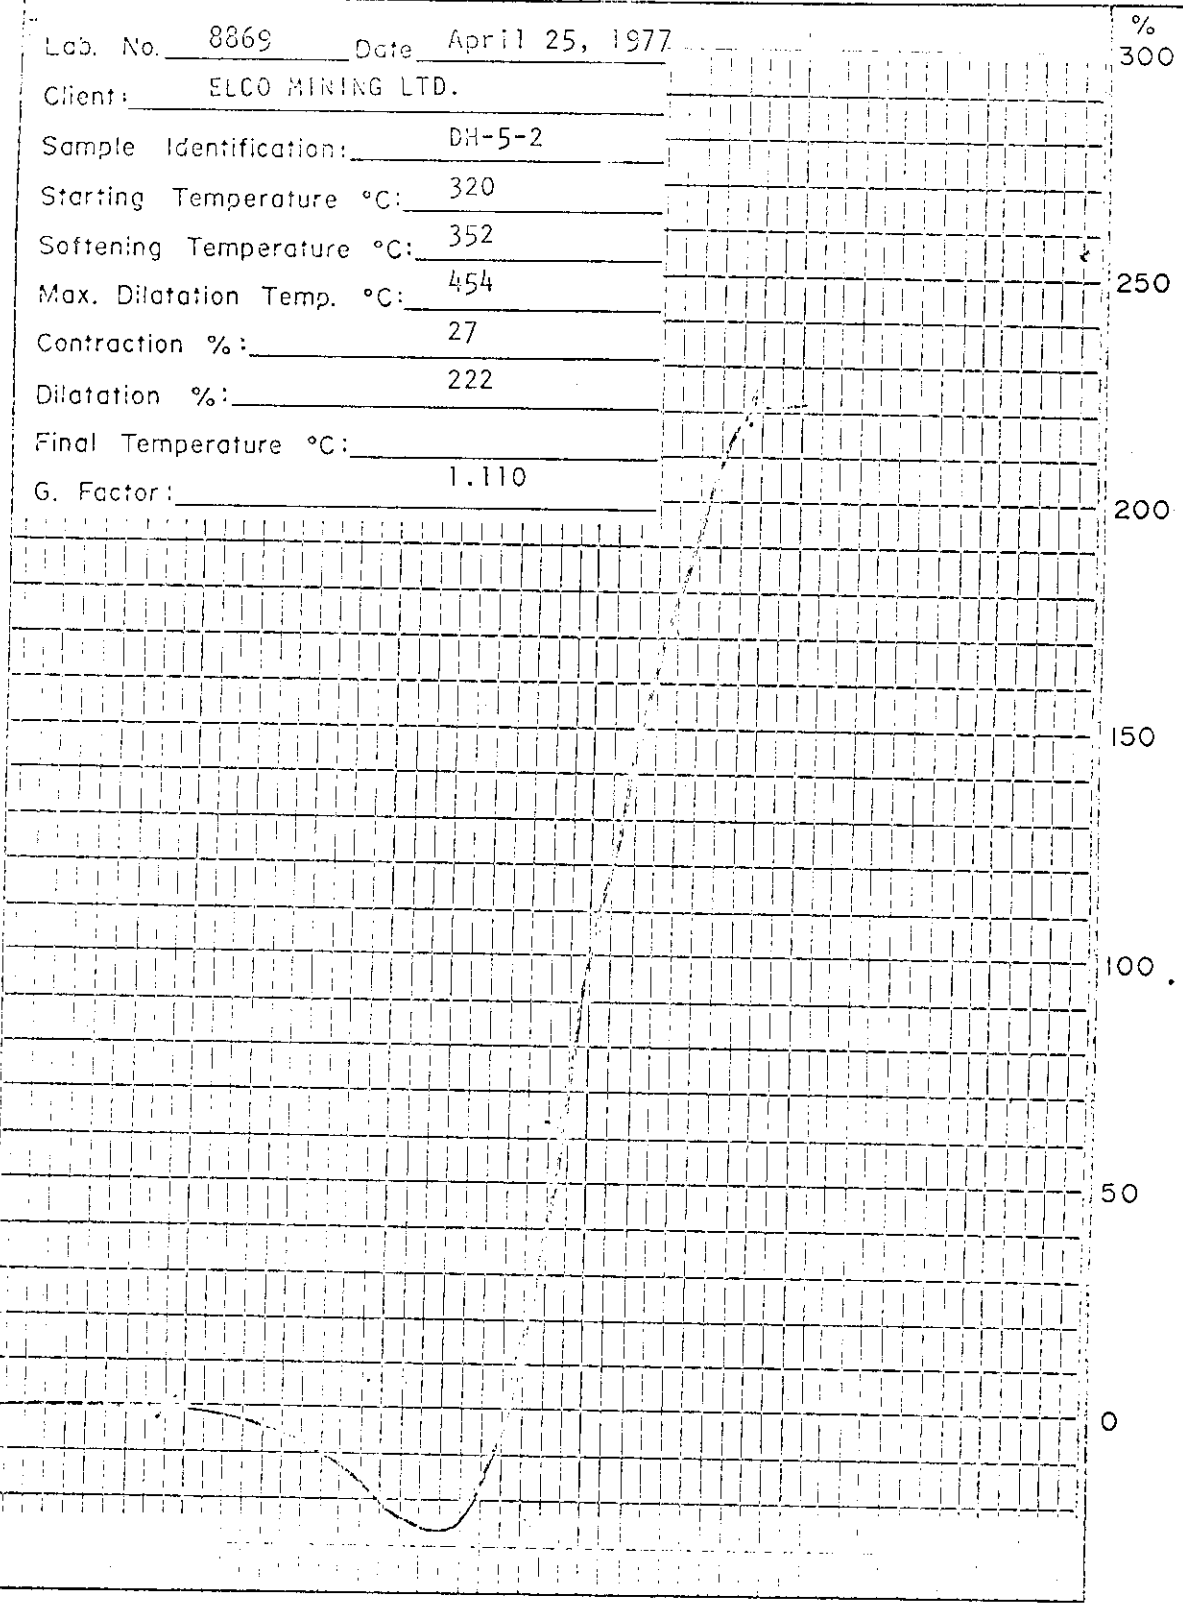 Lab. No. 8869 Date April 25, 1977
Client: ELCO MINING LTD.
Sample Identification: DH-5-2
Starting Temperature °C: 320
Softening Temperature °C: 352
Max. Dilatation Temp. °C: 454
Contraction %: 27
Dilatation %: 222
Final Temperature °C:
G. Factor: 1.110
%
300
250
200
150
100
50
0